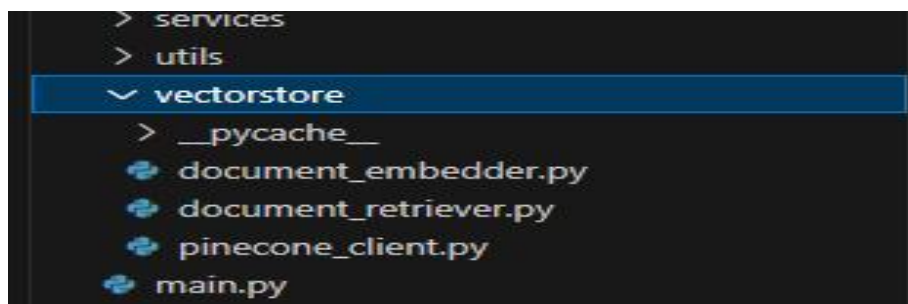 > services
> utils
vectorstore
> __pycache__
document_embedder.py
document_retriever.py
pinecone_client.py
main.py